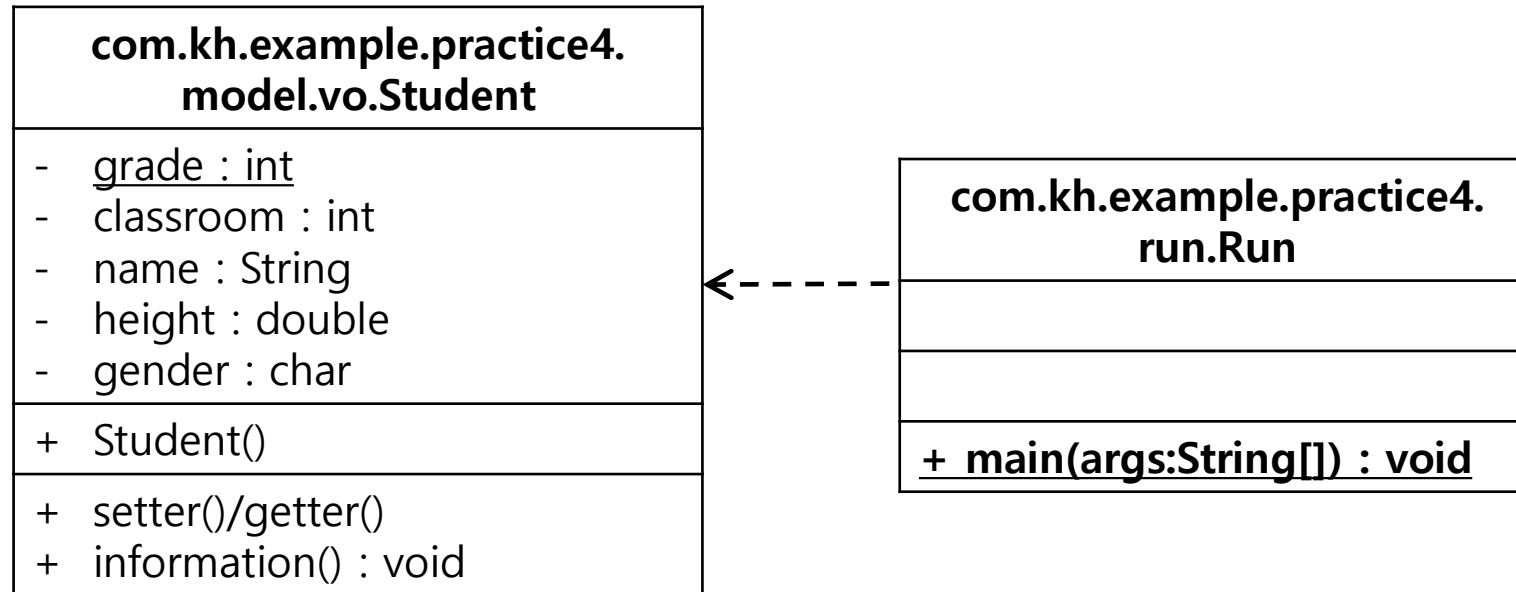 com.kh.example.practice4.
model.vo.Student
- grade : int
- classroom : int
- name : String
- height : double
- gender : char
+ Student()
+ setter()/getter()
+ information() : void
com.kh.example.practice4.
run.Run
+ main(args:String[]) : void